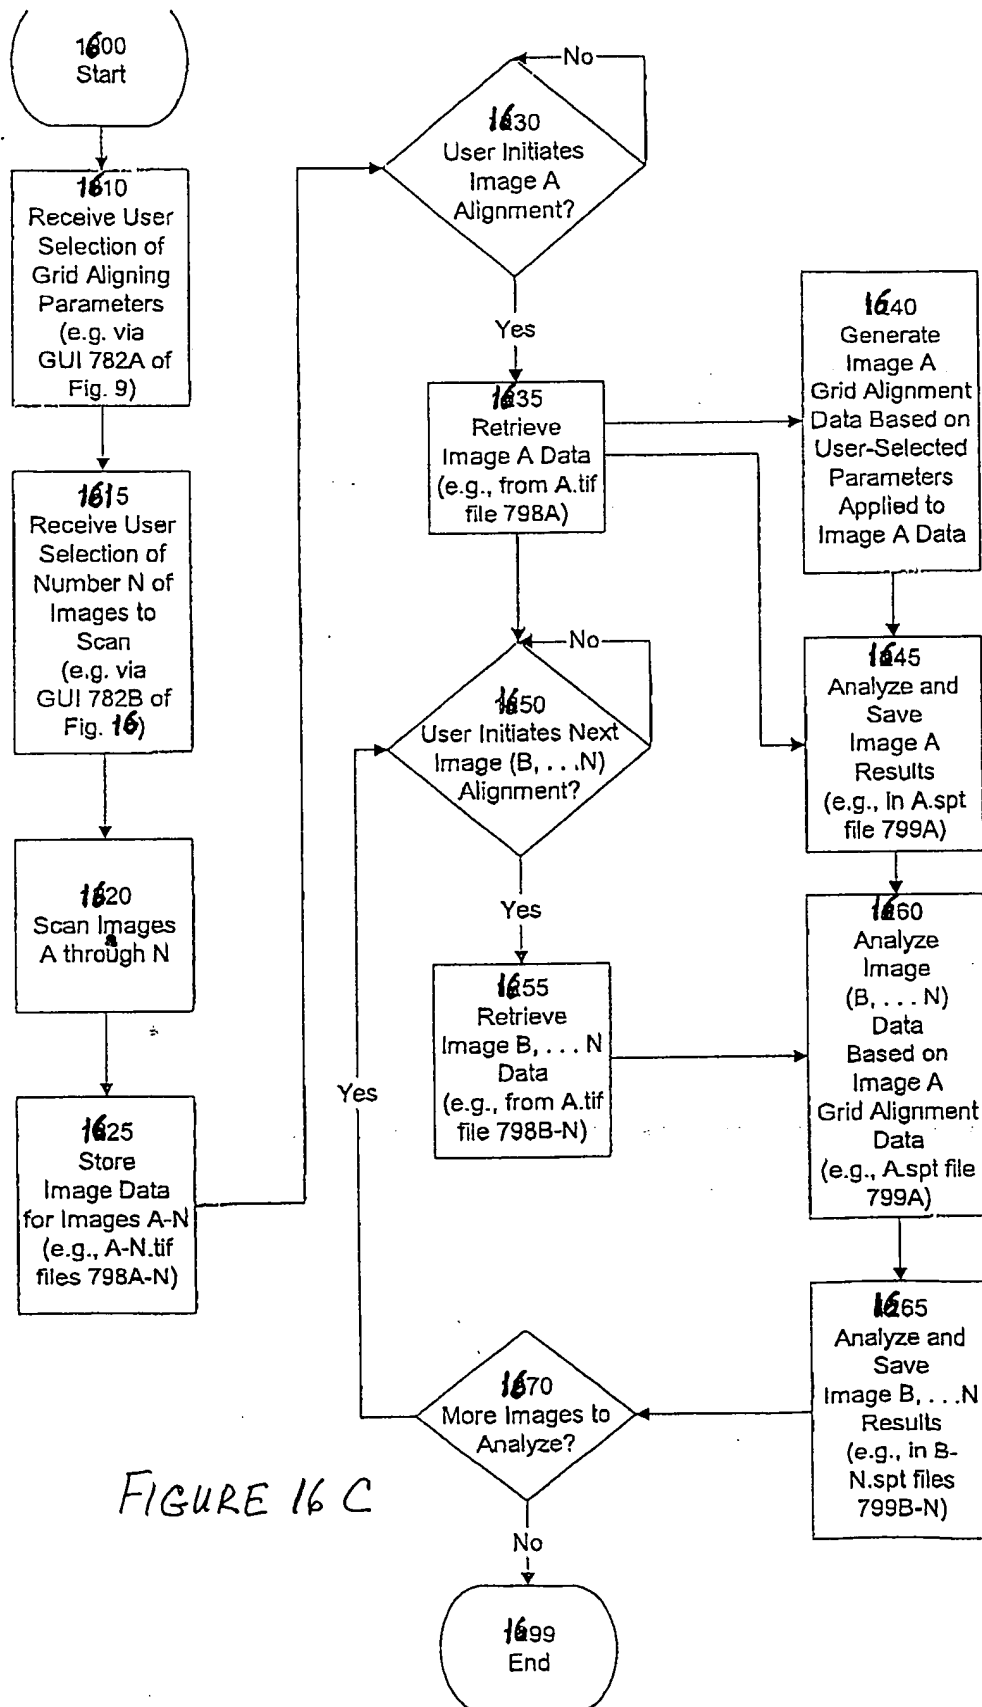 1600
Start
1610
Receive User
Selection of
Grid Aligning
Parameters
(e.g. via
GUI 782A of
Fig. 9)
1615
Receive User
Selection of
Number N of
Images to
Scan
(e.g. via
GUI 782B of
Fig. 16)
1620
Scan Images
A through N
1625
Store
Image Data
for Images A-N
(e.g., A-N.tif
files 798A-N)
No
1630
User Initiates
Image A
Alignment?
Yes
1635
Retrieve
Image A Data
(e.g., from A.tif
file 798A)
1640
Generate
Image A
Grid Alignment
Data Based on
User-Selected
Parameters
Applied to
Image A Data
1645
Analyze and
Save
Image A
Results
(e.g., in A.spt
file 799A)
No
1650
User Initiates Next
Image (B, . . .N)
Alignment?
Yes
1655
Retrieve
Image B, . . . N
Data
(e.g., from A.tif
file 798B-N)
1660
Analyze
Image
(B, . . . N)
Data
Based on
Image A
Grid Alignment
Data
(e.g., A.spt file
799A)
1665
Analyze and
Save
Image B, . . .N
Results
(e.g., in B-
N.spt files
799B-N)
Yes
1670
More Images to
Analyze?
No
1699
End
FIGURE 16 C